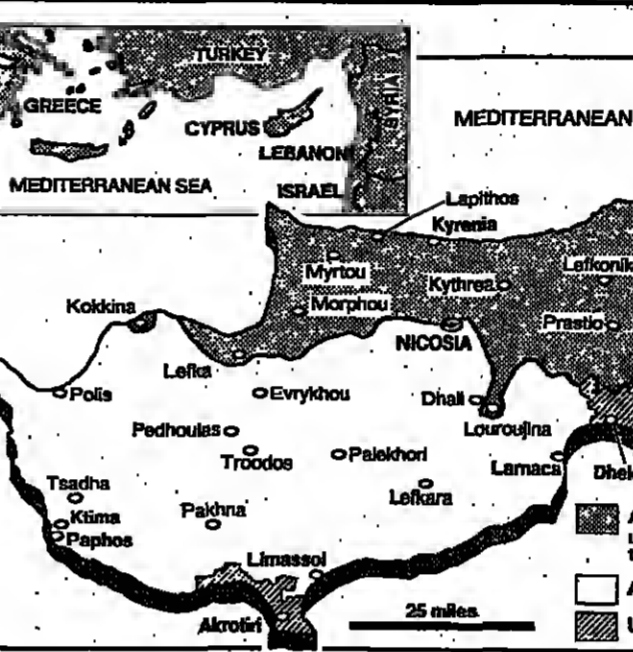 TURKEY
GREECE
SYRIA
CYPRUS
MEDITERRANEAN
LEBANON
MEDITERRANEAN SEA
ISRAEL
Lapithos
Kyrenia
Myrtou
Lefkonik
Kythrea
Kokkina
Morphou
Prastio
NICOSIA
Lefka
Polis
Evrykhou
Dhali
Pedhoulas
Louroujina
Troodos
Palekhori
Larnaca
Dhek
Tsadha
Lefkara
Ktima
Pakhna
Paphos
Limassol
25 miles
Akrotiri